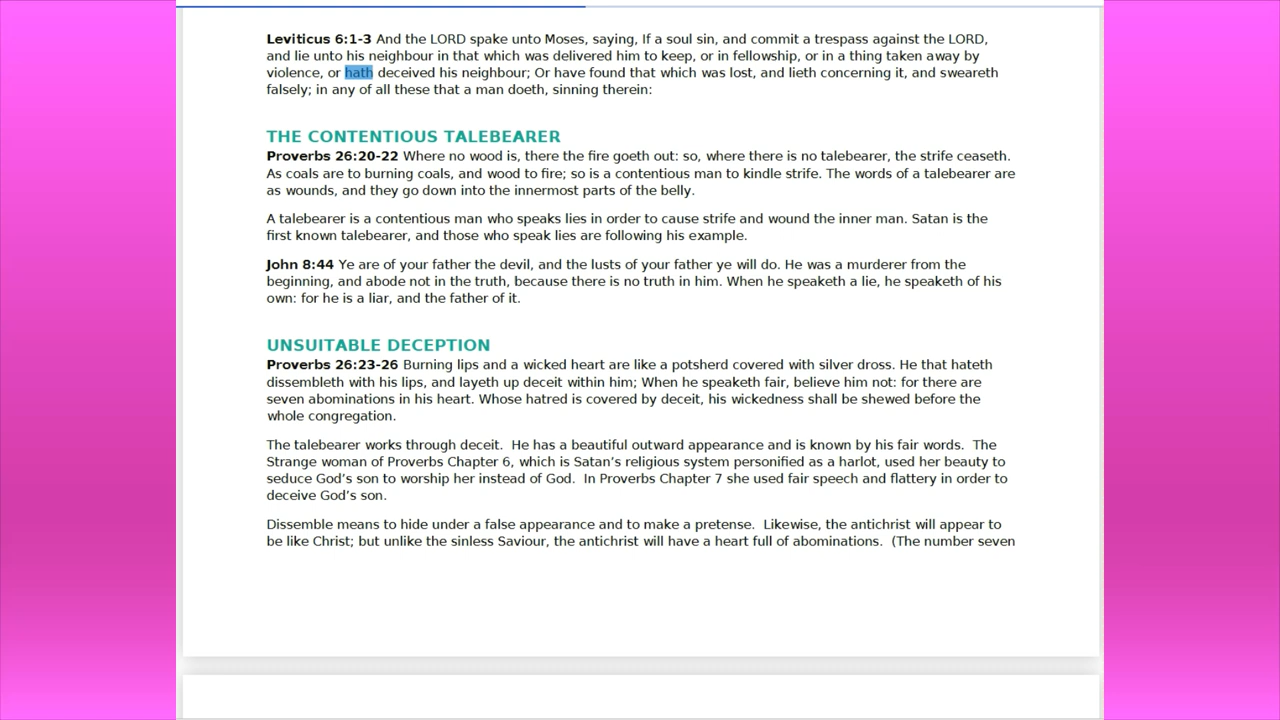 Leviticus 6:1-3 And the LORD spake unto Moses, saying, If a soul sin, and commit a trespass against the LORD,
and lie unto his neighbour in that which was delivered him to keep, or in fellowship, or in a thing taken away by
violence, or hath deceived his neighbour; Or have found that which was lost, and lieth concerning it, and sweareth
falsely; in any of all these that a man doeth, sinning therein:
THE CONTENTIOUS TALEBEARER
Proverbs 26:20-22 Where no wood is, there the fire goeth out: so, where there is no talebearer, the strife ceaseth.
As coals are to burning coals, and wood to fire; so is a contentious man to kindle strife. The words of a talebearer are
as wounds, and they go down into the innermost parts of the belly.
A talebearer is a contentious man who speaks lies in order to cause strife and wound the inner man. Satan is the
first known talebearer, and those who speak lies are following his example.
John 8:44 Ye are of your father the devil, and the lusts of your father ye will do. He was a murderer from the
beginning, and abode not in the truth, because there is no truth in him. When he speaketh a lie, he speaketh of his
own: for he is a liar, and the father of it.
UNSUITABLE DECEPTION
Proverbs 26:23-26 Burning lips and a wicked heart are like a potsherd covered with silver dross. He that hateth
dissembleth with his lips, and layeth up deceit within him; When he speaketh fair, believe him not: for there are
seven abominations in his heart. Whose hatred is covered by deceit, his wickedness shall be shewed before the
whole congregation.
The talebearer works through deceit.  He has a beautiful outward appearance and is known by his fair words.  The
Strange woman of Proverbs Chapter 6, which is Satan’s religious system personified as a harlot, used her beauty to
seduce God’s son to worship her instead of God.  In Proverbs Chapter 7 she used fair speech and flattery in order to
deceive God’s son.
Dissemble means to hide under a false appearance and to make a pretense.  Likewise, the antichrist will appear to
be like Christ; but unlike the sinless Saviour, the antichrist will have a heart full of abominations.  (The number seven